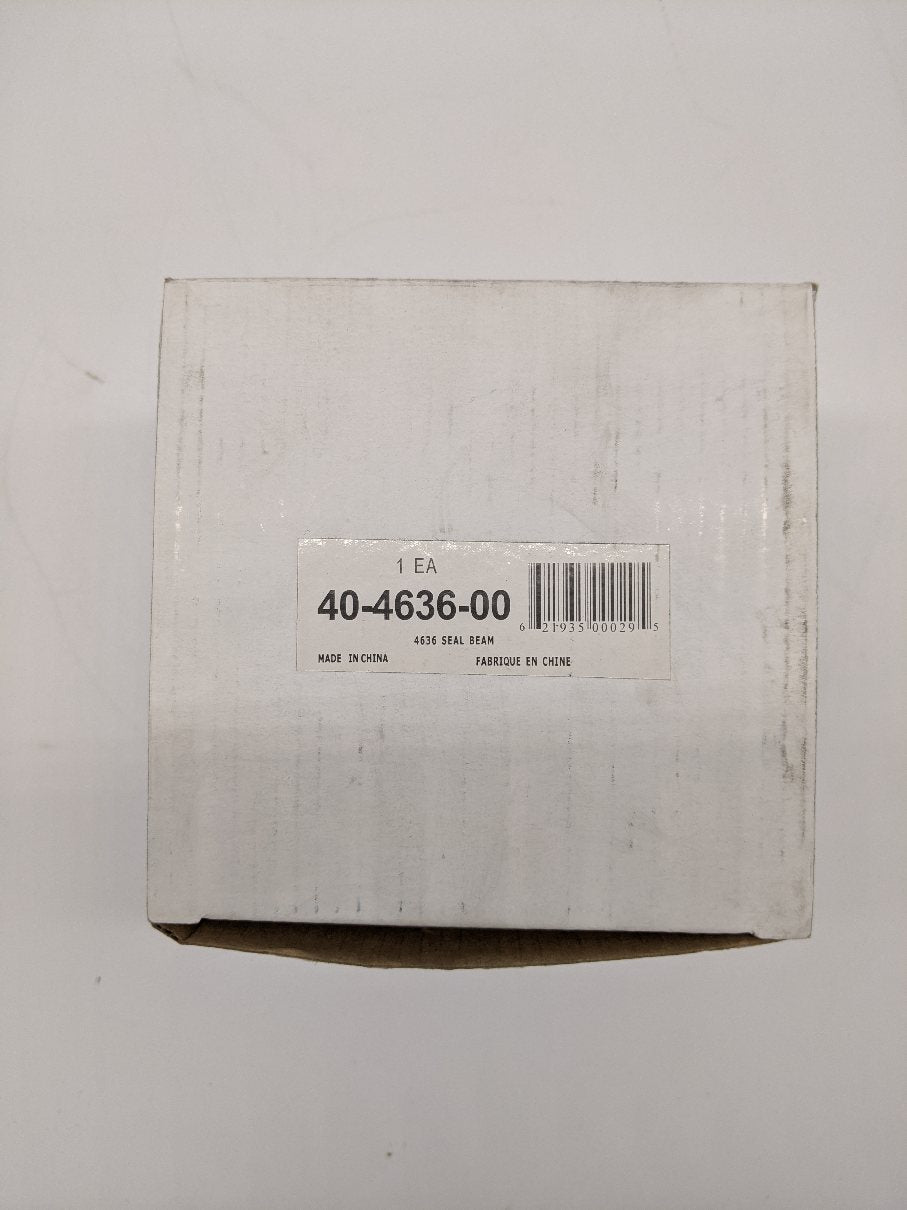 1 EA
40-4636-00
6 21935 00029 5
4636 SEAL BEAM
MADE IN CHINA FABRIQUE EN CHINE